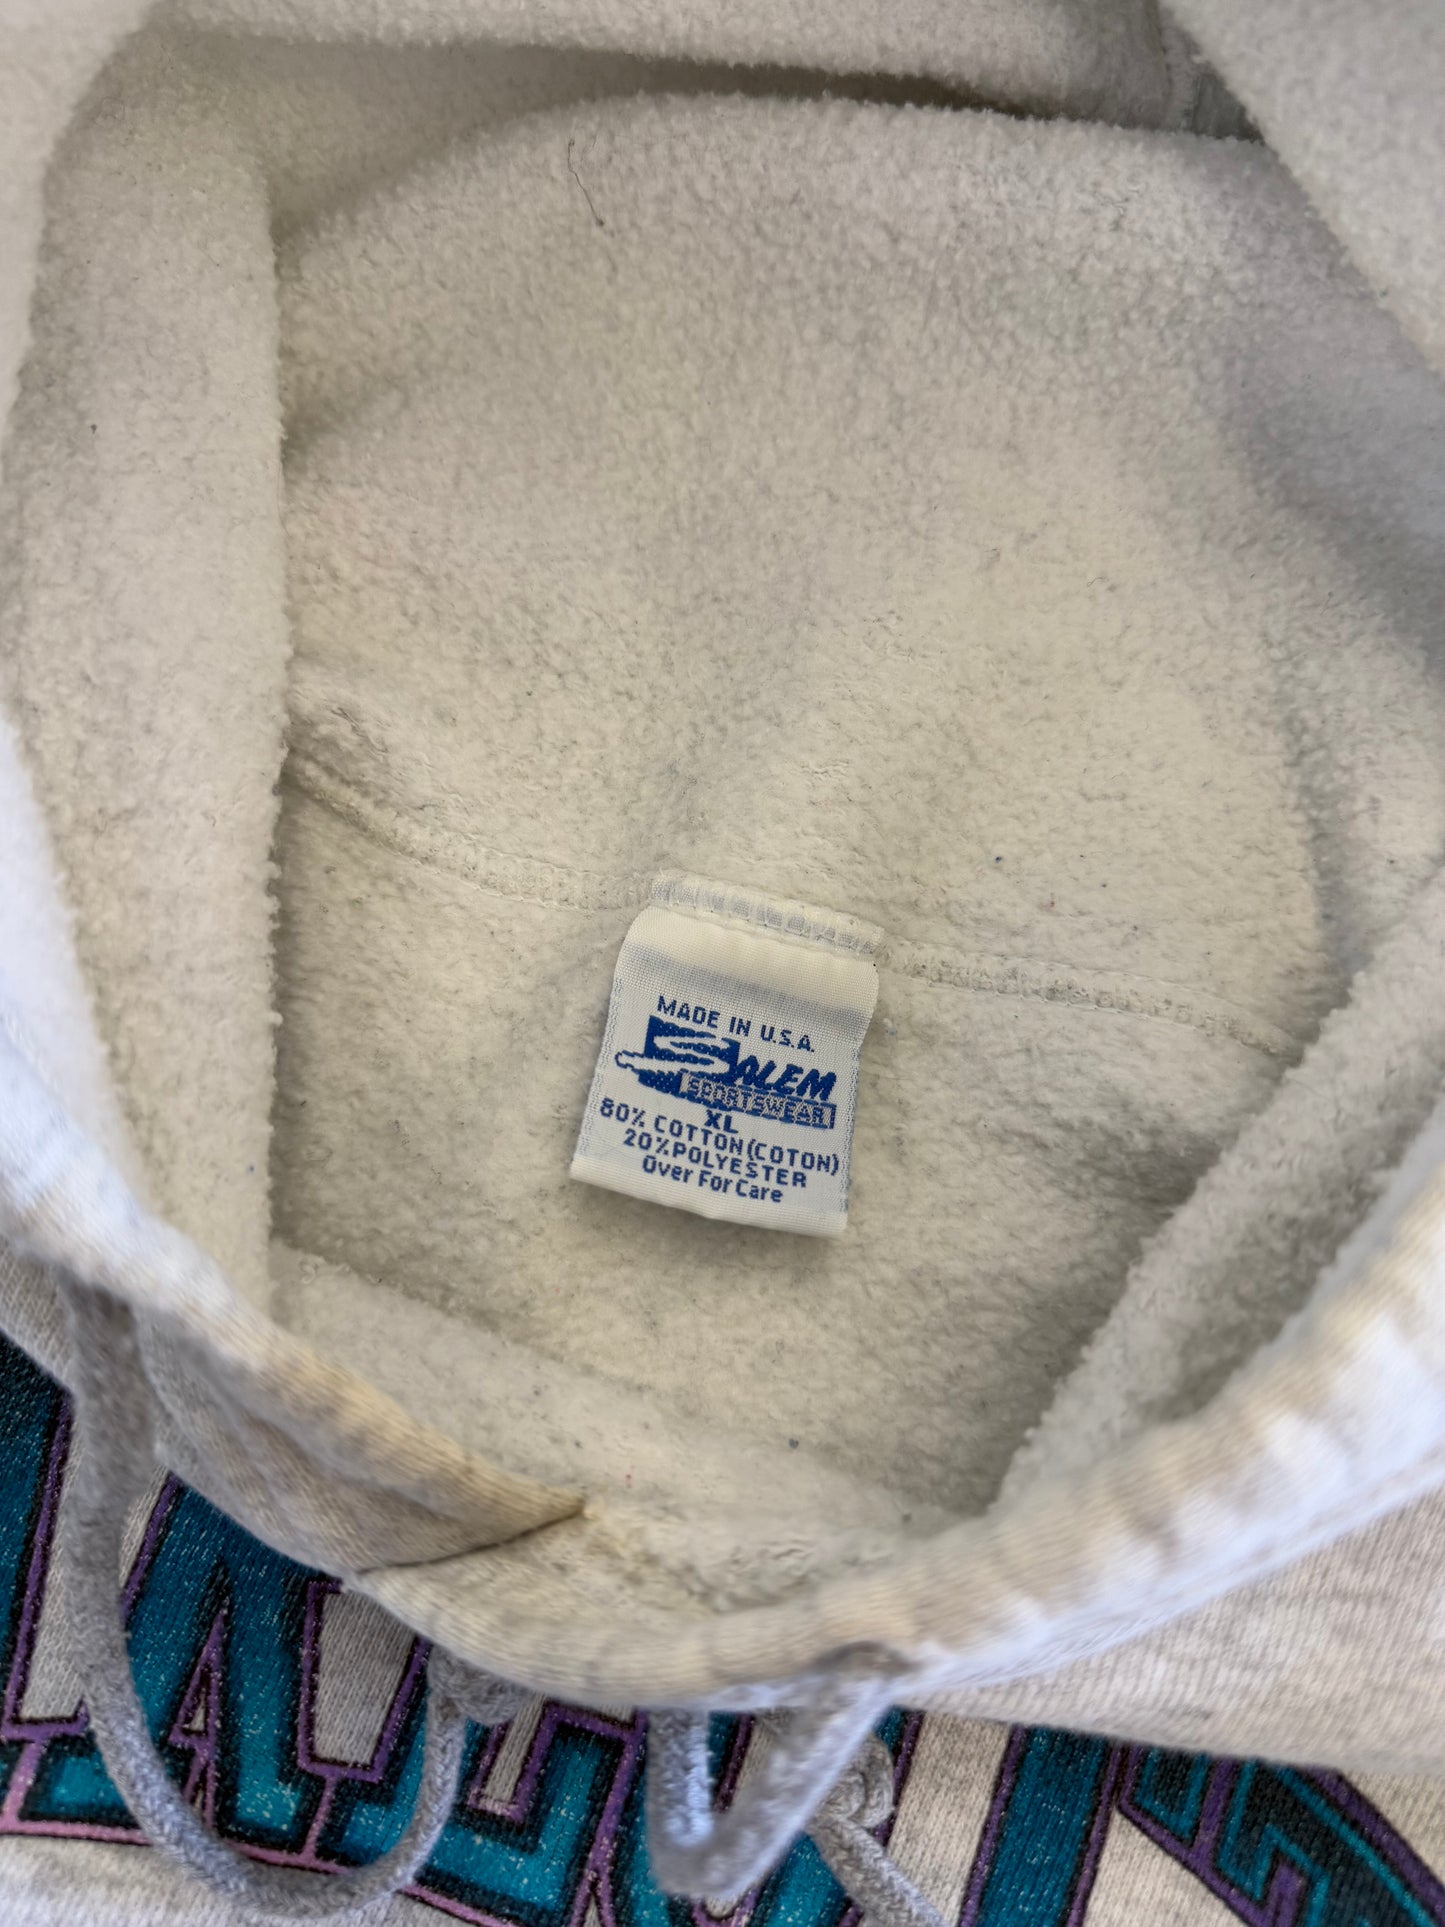 MADE IN U.S.A.
SALEM
SPORTSWEAR
XL
80% COTTON(COTON)
20%POLYESTER
Over For Care